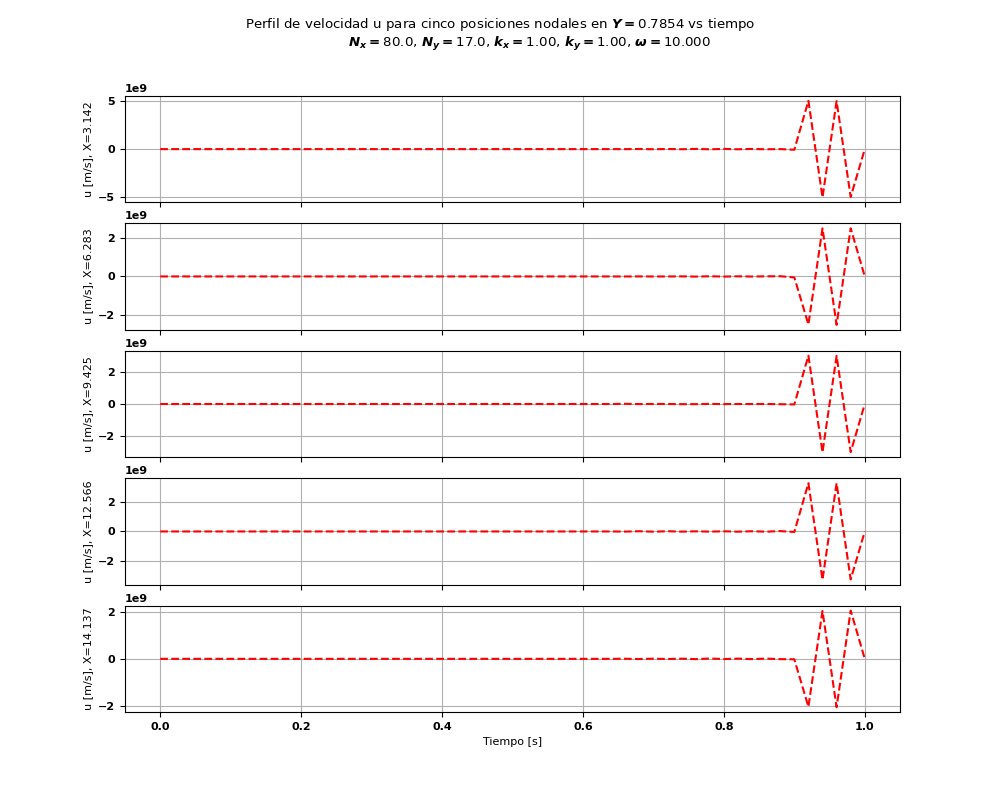 Perfil de velocidad u para cinco posiciones nodales en Y = 0.7854 vs tiempo
N_x = 80.0, N_y = 17.0, k_x = 1.00, k_y = 1.00, ω = 10.000
1e9
u [m/s], X=3.142
5
0
−5
1e9
u [m/s], X=6.283
2
0
−2
1e9
u [m/s], X=9.425
2
0
−2
1e9
u [m/s], X=12.566
2
0
−2
1e9
u [m/s], X=14.137
2
0
−2
0.0 0.2 0.4 0.6 0.8 1.0
Tiempo [s]